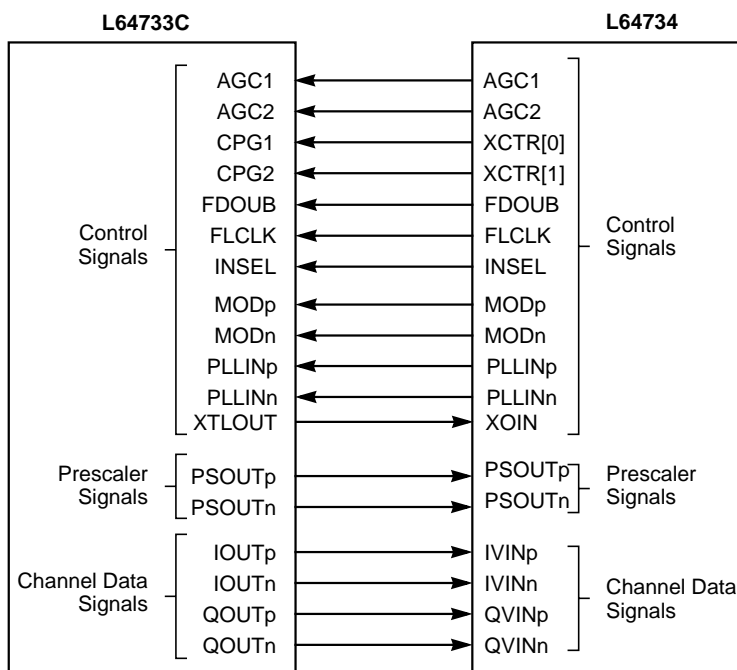 L64733C L64734
AGC1 AGC1
AGC2 AGC2
CPG1 XCTR[0]
CPG2 XCTR[1]
FDOUB FDOUB
FLCLK FLCLK
INSEL INSEL
Control
Signals
Control
Signals
MODp MODp
MODn MODn
PLLINp PLLINp
PLLINn PLLINn
XTLOUT XOIN
Prescaler
Signals
PSOUTp PSOUTp
PSOUTn PSOUTn
Prescaler
Signals
IOUTp IVINp
IOUTn IVINn
Channel Data
Signals
QOUTp QVINp
QOUTn QVINn
Channel Data
Signals